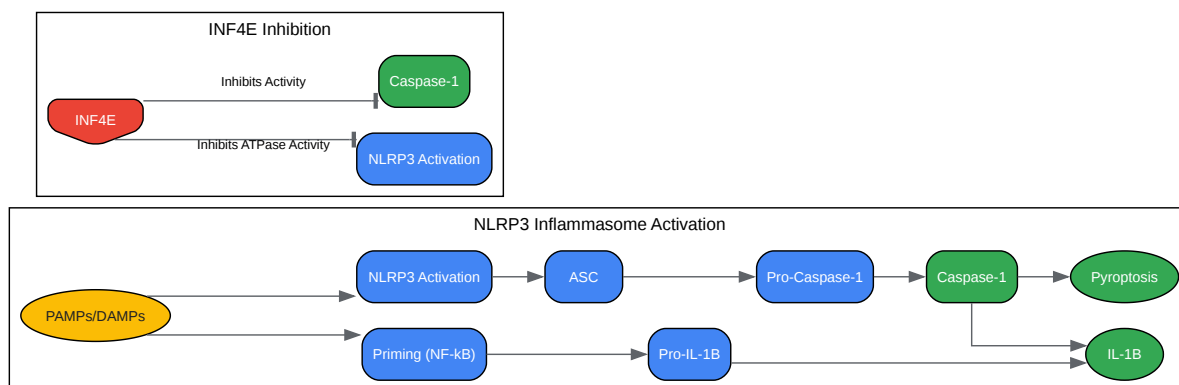 INF4E Inhibition
Inhibits Activity
Caspase-1
INF4E
Inhibits ATPase Activity
NLRP3 Activation
NLRP3 Inflammasome Activation
NLRP3 Activation
ASC
Pro-Caspase-1
Caspase-1
Pyroptosis
PAMPs/DAMPs
Priming (NF-kB)
Pro-IL-1B
IL-1B